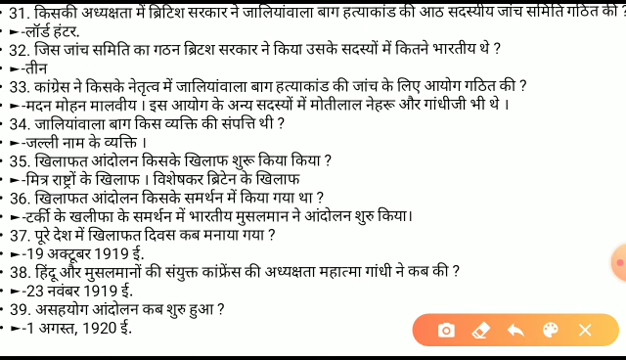 • 31. किसकी अध्यक्षता में ब्रिटिश सरकार ने जालियांवाला बाग हत्याकांड की आठ सदस्यीय जांच समिति गठित की ?
• ►-लॉर्ड हंटर.
• 32. जिस जांच समिति का गठन ब्रिटश सरकार ने किया उसके सदस्यों में कितने भारतीय थे ?
• ►-तीन
• 33. कांग्रेस ने किसके नेतृत्व में जालियांवाला बाग हत्याकांड की जांच के लिए आयोग गठित की ?
• ►-मदन मोहन मालवीय । इस आयोग के अन्य सदस्यों में मोतीलाल नेहरू और गांधीजी भी थे ।
• 34. जालियांवाला बाग किस व्यक्ति की संपत्ति थी ?
• ►-जल्ली नाम के व्यक्ति ।
• 35. खिलाफत आंदोलन किसके खिलाफ शुरू किया किया ?
• ►-मित्र राष्ट्रों के खिलाफ । विशेषकर ब्रिटेन के खिलाफ
• 36. खिलाफत आंदोलन किसके समर्थन में किया गया था ?
• ►-टर्की के खलीफा के समर्थन में भारतीय मुसलमान ने आंदोलन शुरु किया।
• 37. पूरे देश में खिलाफत दिवस कब मनाया गया ?
• ►-19 अक्टूबर 1919 ई.
• 38. हिंदू और मुसलमानों की संयुक्त कांफ्रेंस की अध्यक्षता महात्मा गांधी ने कब की ?
• ►-23 नवंबर 1919 ई.
• 39. असहयोग आंदोलन कब शुरु हुआ ?
• ►-1 अगस्त, 1920 ई.